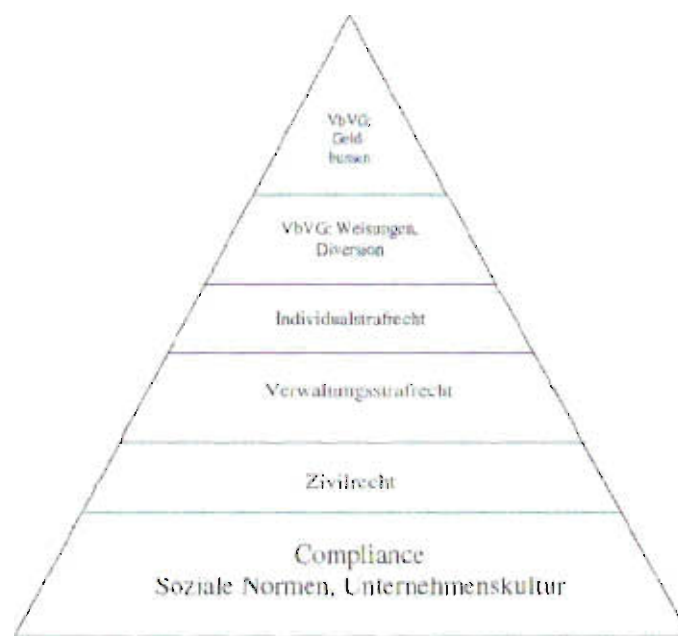 VbVG:
Geld
bussen
VbVG: Weisungen,
Diversion
Individualstrafrecht
Verwaltungsstrafrecht
Zivilrecht
Compliance
Soziale Normen, Unternehmenskultur